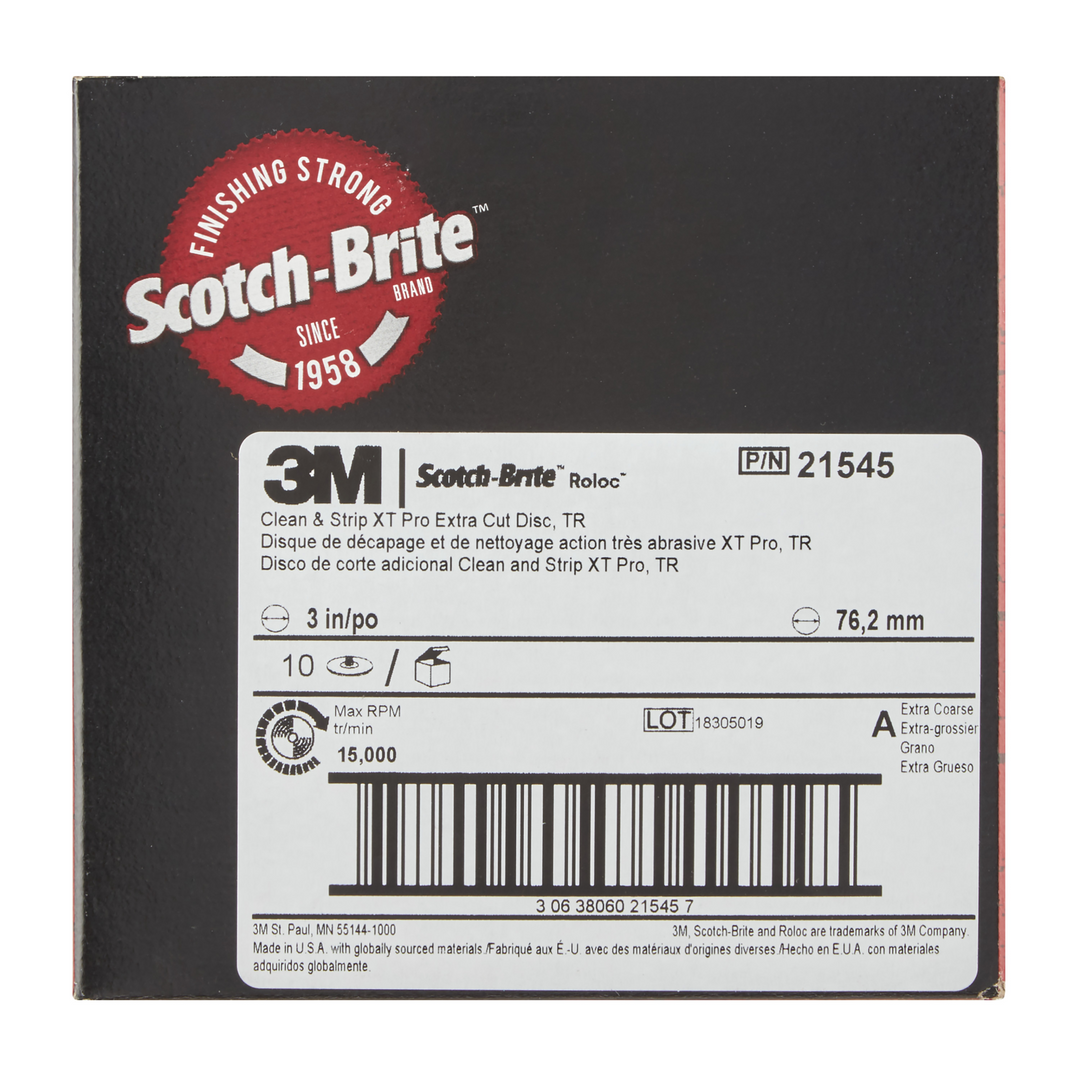 FINISHING STRONG
Scotch-Brite™
BRAND
SINCE
1958
3M | Scotch-Brite™ Roloc™
P/N 21545
Clean & Strip XT Pro Extra Cut Disc, TR
Disque de décapage et de nettoyage action très abrasive XT Pro, TR
Disco de corte adicional Clean and Strip XT Pro, TR
3 in/po
76,2 mm
10 /
Max RPM
tr/min
15,000
LOT 18305019
A
Extra Coarse
Extra-grossier
Grano
Extra Grueso
3 06 38060 21545 7
3M St. Paul, MN 55144-1000
3M, Scotch-Brite and Roloc are trademarks of 3M Company.
Made in U.S.A. with globally sourced materials./Fabriqué aux É.-U. avec des matériaux d'origines diverses./Hecho en E.U.A. con materiales
adquiridos globalmente.